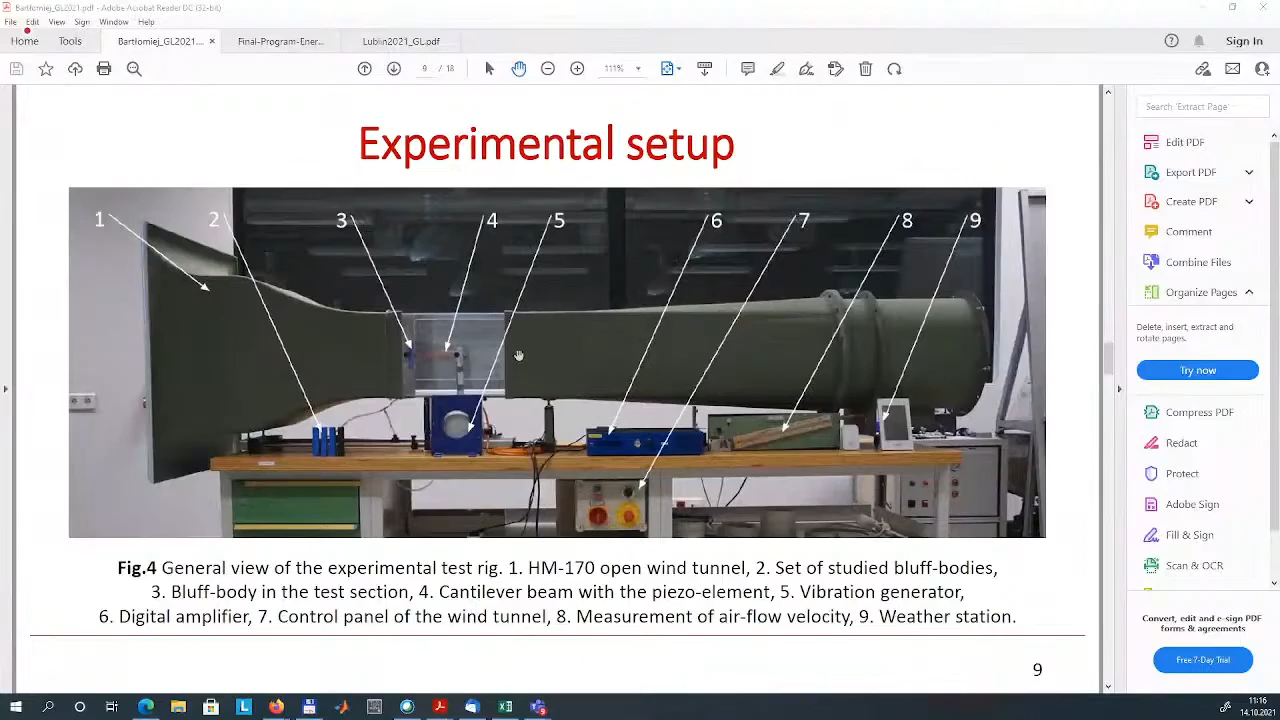 Bartłomiej_GL2021.pdf - Adobe Acrobat Reader DC (32-bit)
File Edit View Sign Window Help
Home Tools Bartłomiej_GL2021.... × Final-Program-Ener... Lublin2021_GL.pdf Sign In
9 / 18 111%
Search 'Extract Page'
Experimental setup
Edit PDF
Export PDF
Create PDF
Comment
Combine Files
Organize Pages
Delete, insert, extract and
rotate pages.
Try now
Compress PDF
Redact
Protect
Adobe Sign
Fill & Sign
Scan & OCR
Convert, edit and e-sign PDF
forms & agreements
Free 7-Day Trial
1 2 3 4 5 6 7 8 9
Fig.4 General view of the experimental test rig. 1. HM-170 open wind tunnel, 2. Set of studied bluff-bodies,
3. Bluff-body in the test section, 4. Cantilever beam with the piezo-element, 5. Vibration generator,
6. Digital amplifier, 7. Control panel of the wind tunnel, 8. Measurement of air-flow velocity, 9. Weather station.
9
11:16
14.10.2021